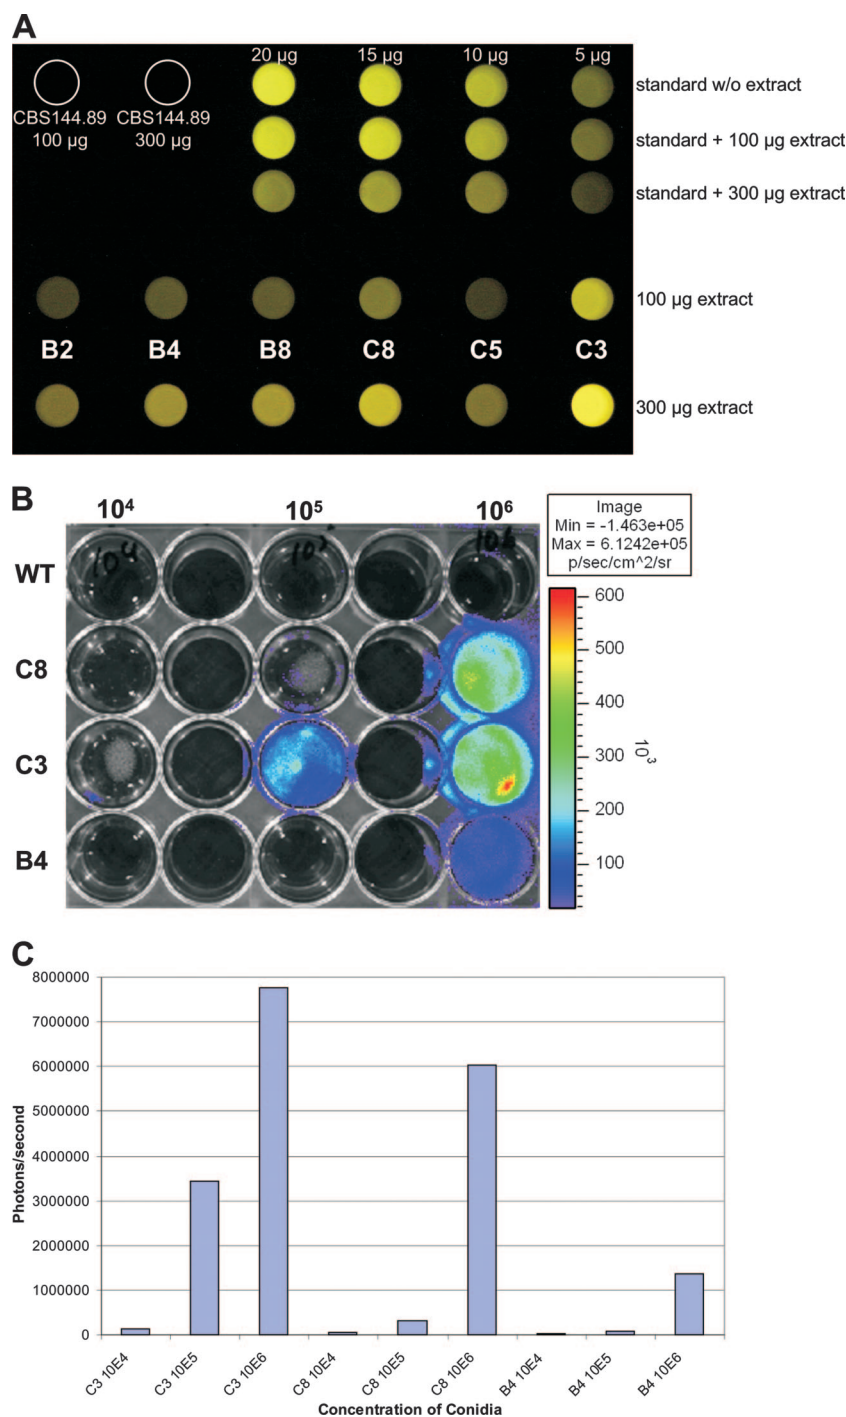 A
20 µg 15 µg 10 µg 5 µg
standard w/o extract
CBS144.89 CBS144.89
100 µg 300 µg
standard + 100 µg extract
standard + 300 µg extract
100 µg extract
B2 B4 B8 C8 C5 C3
300 µg extract
B
10⁴ 10⁵ 10⁶
Image
Min = -1.463e+05
Max = 6.1242e+05
p/sec/cm^2/sr
WT
10⁴
C8
C3
B4
600
500
400
300
200
100
10³
C
8000000
7000000
6000000
5000000
4000000
3000000
2000000
1000000
0
Photons/second
C3 10E4 C3 10E5 C3 10E6 C8 10E4 C8 10E5 C8 10E6 B4 10E4 B4 10E5 B4 10E6
Concentration of Conidia